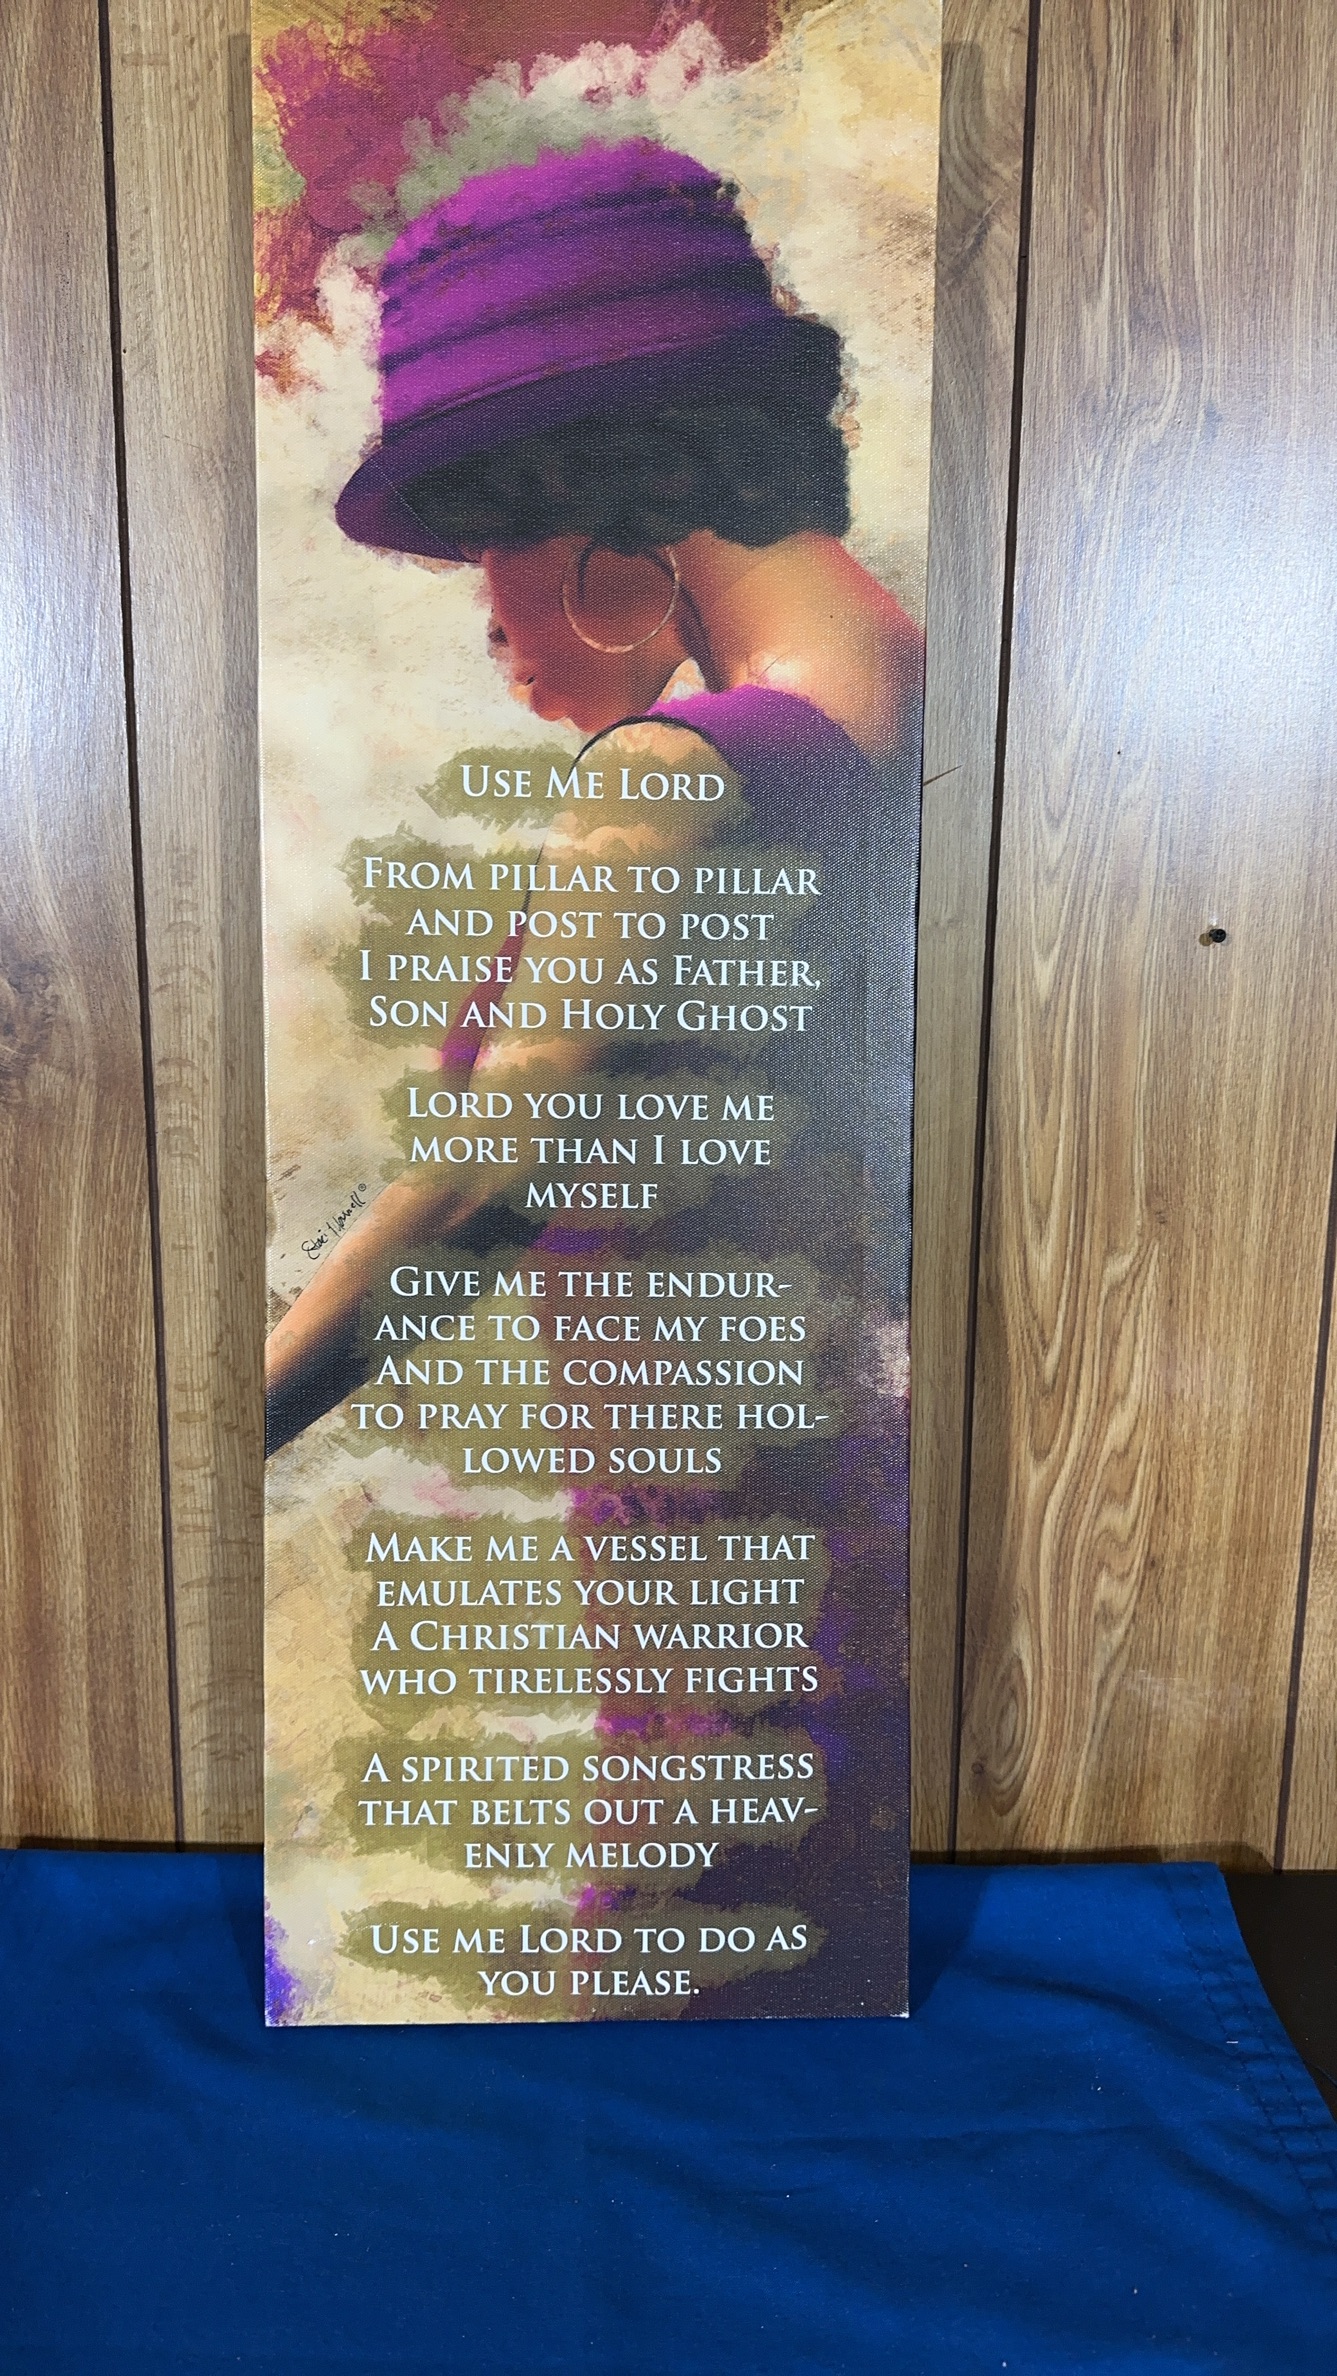 Use Me Lord
From pillar to pillar
and post to post
I praise you as Father,
Son and Holy Ghost
Lord you love me
more than I love
myself
Give me the endur-
ance to face my foes
And the compassion
to pray for there hol-
lowed souls
Make me a vessel that
emulates your light
A Christian warrior
who tirelessly fights
A spirited songstress
that belts out a heav-
enly melody
Use me Lord to do as
you please.